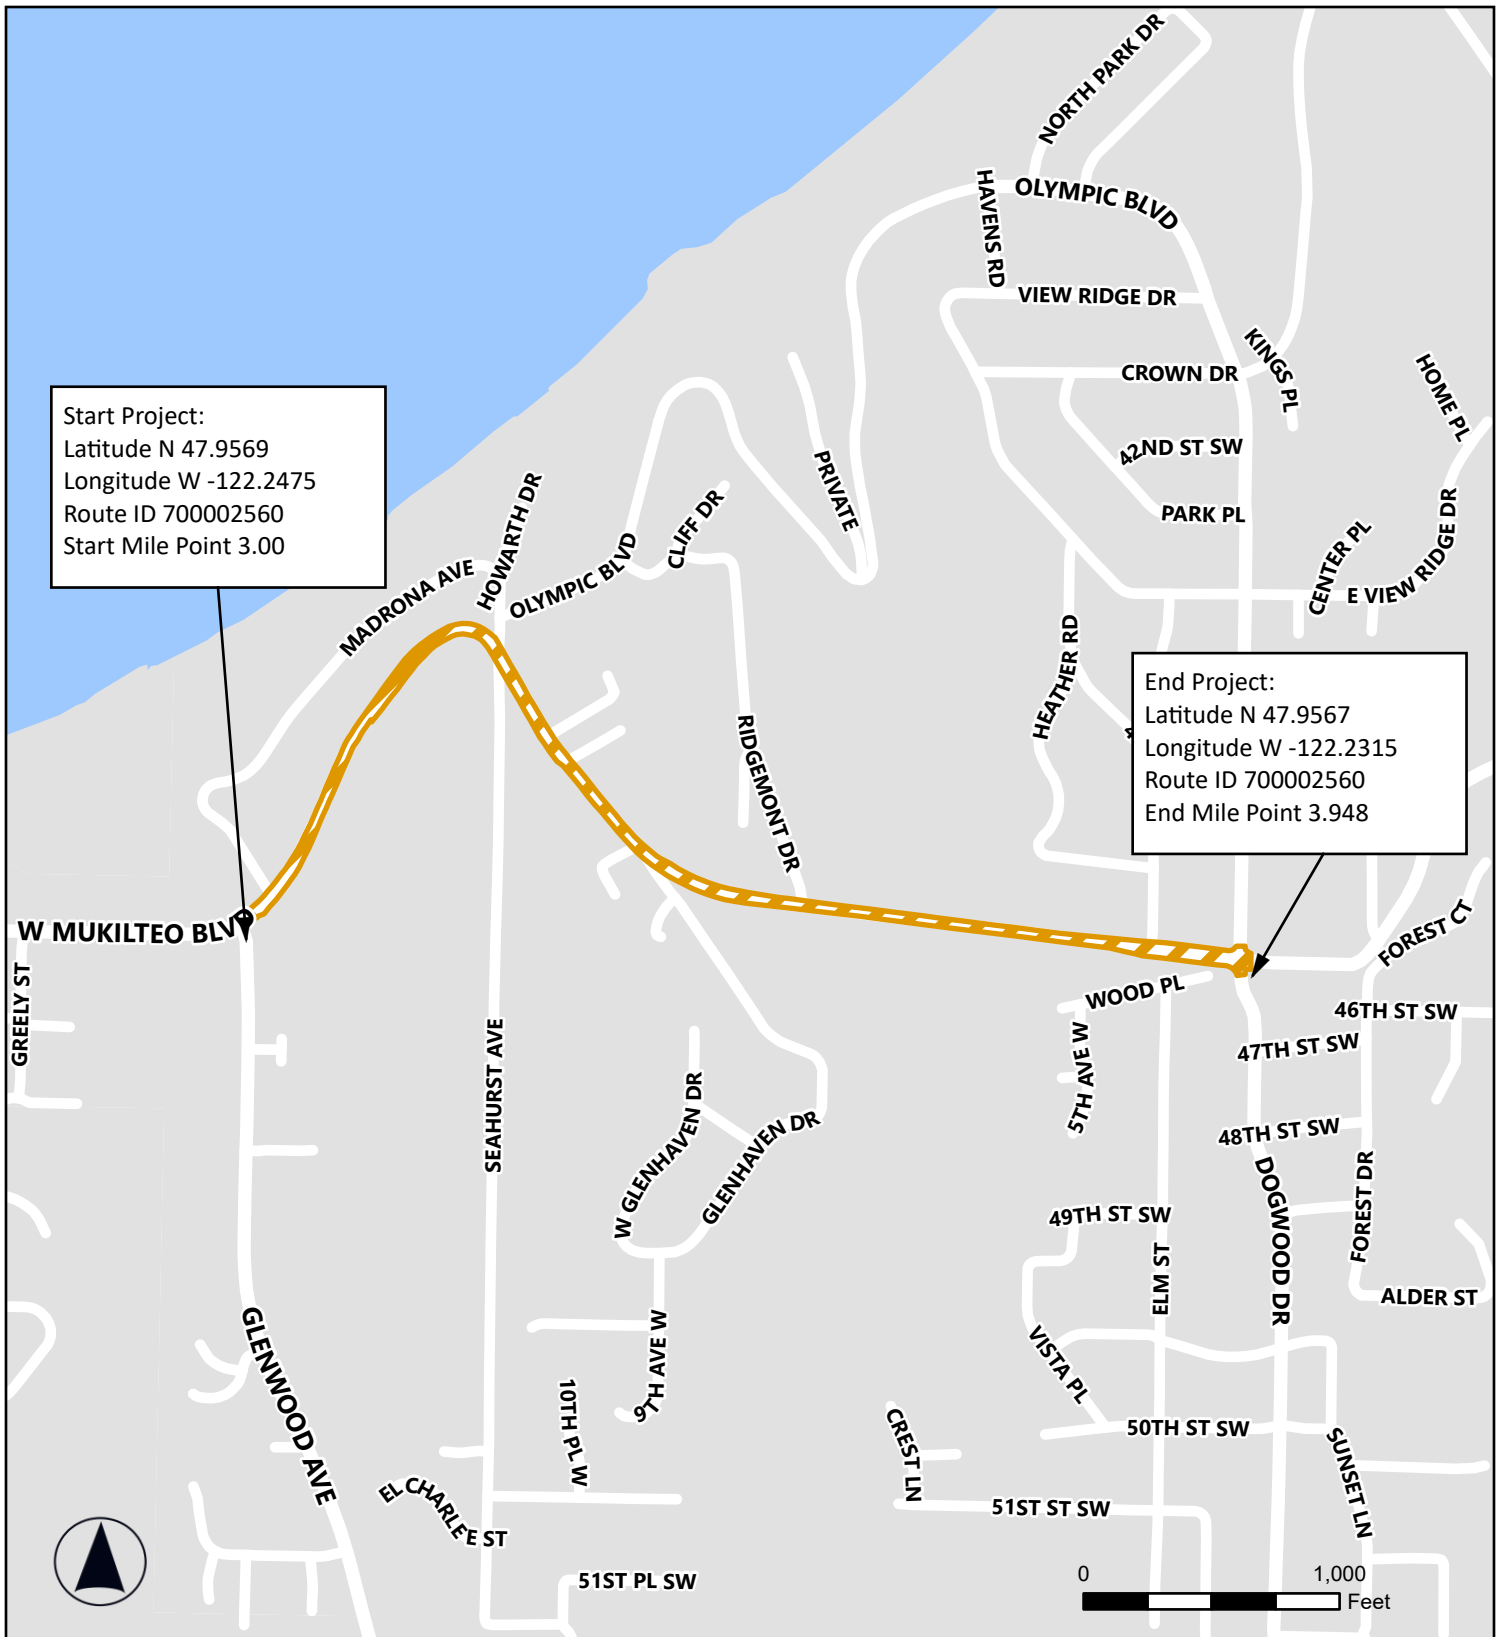 NORTH PARK DR
HAVENS RD
OLYMPIC BLVD
VIEW RIDGE DR
CROWN DR
KINGS PL
HOME PL
42ND ST SW
PARK PL
PRIVATE
CENTER PL
E VIEW RIDGE DR
Start Project:
Latitude N 47.9569
Longitude W -122.2475
Route ID 700002560
Start Mile Point 3.00
HOWARTH DR
CLIFF DR
OLYMPIC BLVD
MADRONA AVE
HEATHER RD
End Project:
Latitude N 47.9567
Longitude W -122.2315
Route ID 700002560
End Mile Point 3.948
RIDGEMONT DR
W MUKILTEO BLV
GREELY ST
FOREST CT
WOOD PL
46TH ST SW
47TH ST SW
5TH AVE W
48TH ST SW
SEAHURST AVE
W GLENHAVEN DR
GLENHAVEN DR
DOGWOOD DR
FOREST DR
49TH ST SW
ELM ST
ALDER ST
GLENWOOD AVE
9TH AVE W
VISTA PL
10TH PL W
CREST LN
50TH ST SW
SUNSET LN
EL CHARLEE ST
51ST ST SW
51ST PL SW
0 1,000
Feet